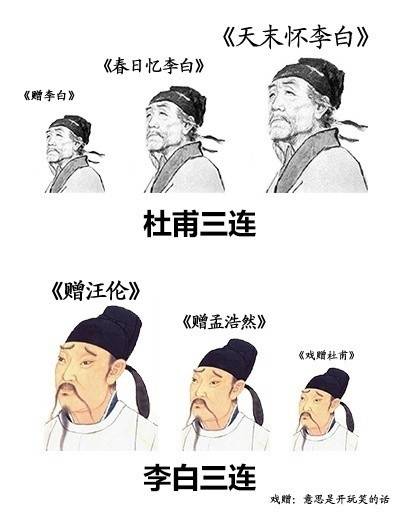 《天末怀李白》
《春日忆李白》
《赠李白》
杜甫三连
《赠汪伦》
《赠孟浩然》
《戏赠杜甫》
李白三连
戏赠：意思是开玩笑的话